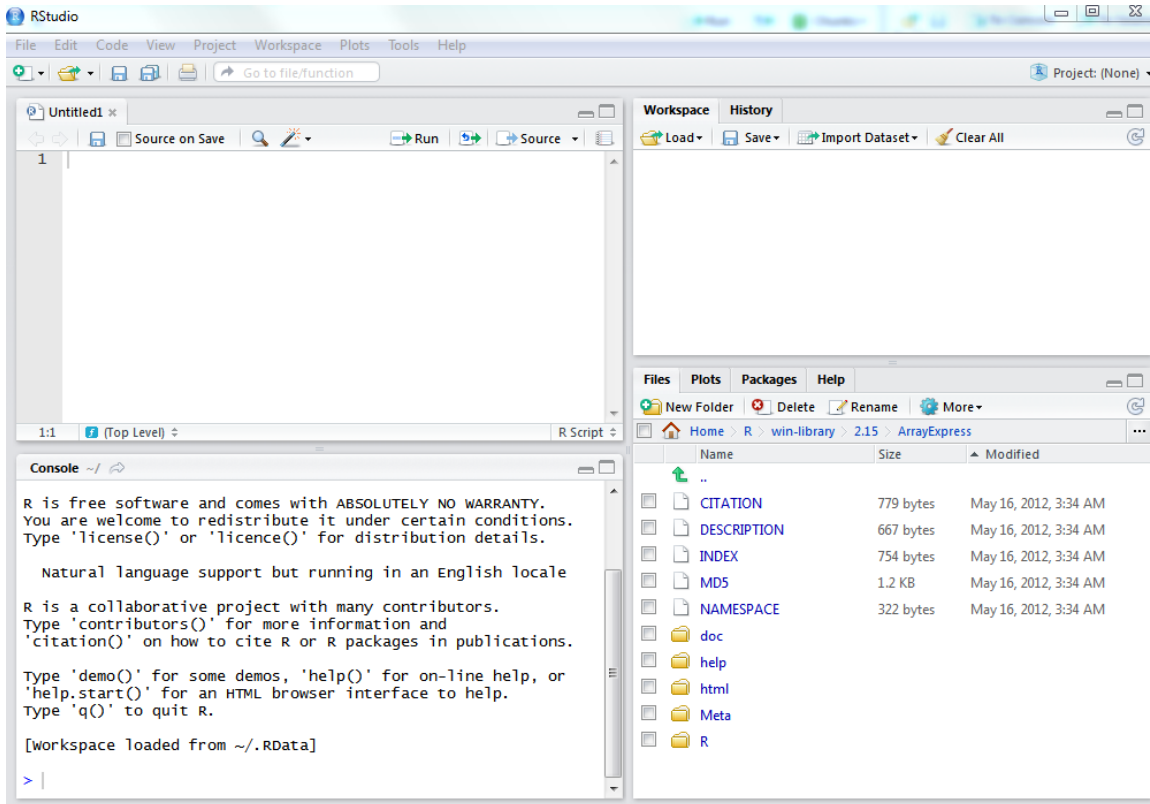 RStudio
File Edit Code View Project Workspace Plots Tools Help
Go to file/function
Project: (None)
Untitled1
Source on Save Run Source
1
1:1 (Top Level) R Script
Console ~/
R is free software and comes with ABSOLUTELY NO WARRANTY.
You are welcome to redistribute it under certain conditions.
Type 'license()' or 'licence()' for distribution details.
Natural language support but running in an English locale
R is a collaborative project with many contributors.
Type 'contributors()' for more information and
'citation()' on how to cite R or R packages in publications.
Type 'demo()' for some demos, 'help()' for on-line help, or
'help.start()' for an HTML browser interface to help.
Type 'q()' to quit R.
[Workspace loaded from ~/.RData]
>
Workspace History
Load Save Import Dataset Clear All
Files Plots Packages Help
New Folder Delete Rename More
Home R win-library 2.15 ArrayExpress
Name Size Modified
..
CITATION 779 bytes May 16, 2012, 3:34 AM
DESCRIPTION 667 bytes May 16, 2012, 3:34 AM
INDEX 754 bytes May 16, 2012, 3:34 AM
MD5 1.2 KB May 16, 2012, 3:34 AM
NAMESPACE 322 bytes May 16, 2012, 3:34 AM
doc
help
html
Meta
R